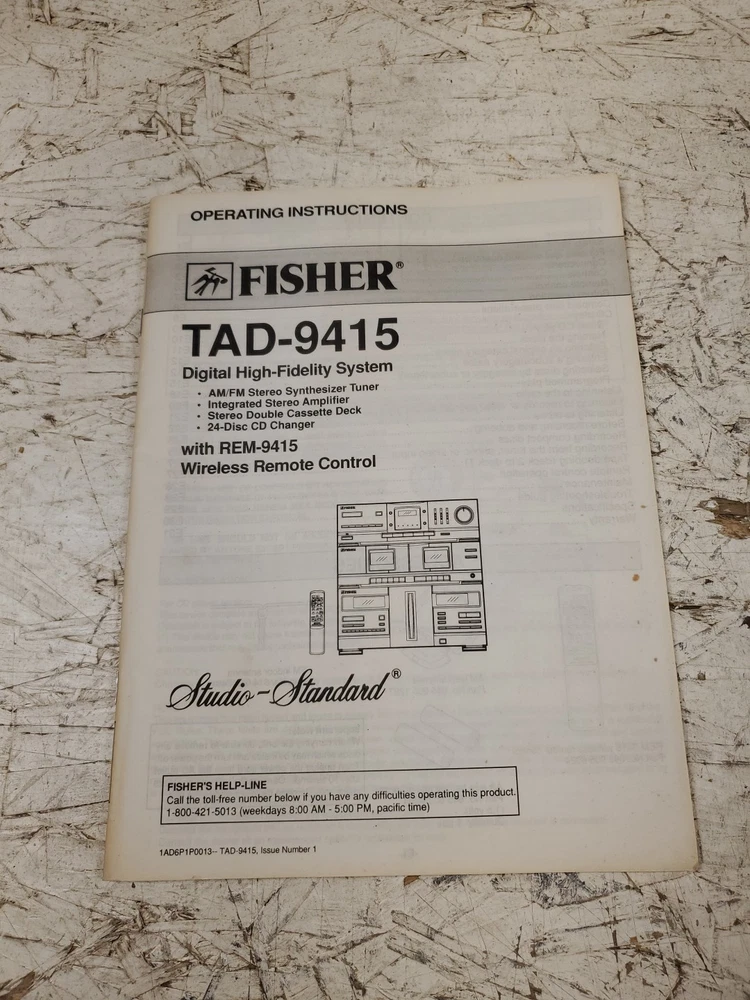 OPERATING INSTRUCTIONS
FISHER®
TAD-9415
Digital High-Fidelity System
• AM/FM Stereo Synthesizer Tuner
• Integrated Stereo Amplifier
• Stereo Double Cassette Deck
• 24-Disc CD Changer
with REM-9415
Wireless Remote Control
Studio-Standard®
FISHER'S HELP-LINE
Call the toll-free number below if you have any difficulties operating this product.
1-800-421-5013 (weekdays 8:00 AM - 5:00 PM, pacific time)
1AD6P1P0013-- TAD-9415, Issue Number 1